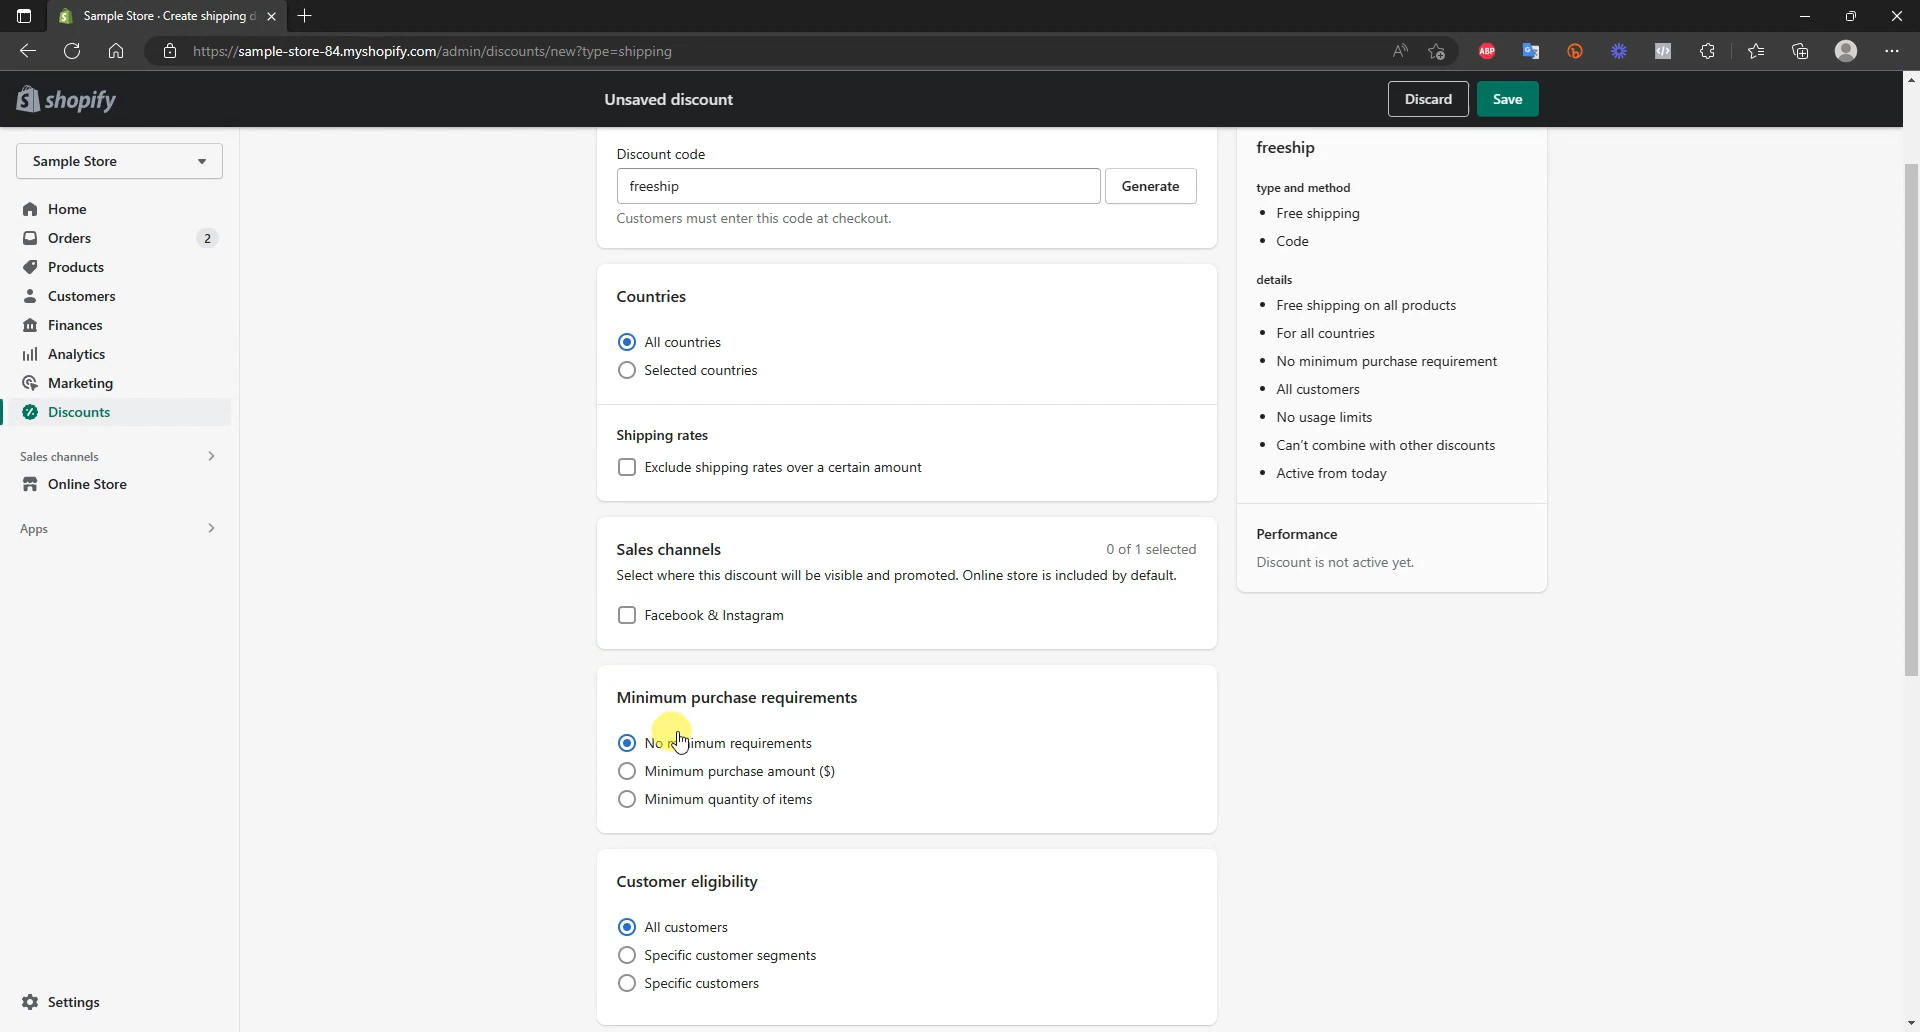 Sample Store · Create shipping d
https://sample-store-84.myshopify.com/admin/discounts/new?type=shipping
ABP
shopify
Unsaved discount
Discard
Save
Sample Store
Home
Orders
2
Products
Customers
Finances
Analytics
Marketing
Discounts
Sales channels
Online Store
Apps
Settings
Discount code
freeship
Generate
Customers must enter this code at checkout.
Countries
All countries
Selected countries
Shipping rates
Exclude shipping rates over a certain amount
Sales channels
0 of 1 selected
Select where this discount will be visible and promoted. Online store is included by default.
Facebook & Instagram
Minimum purchase requirements
No minimum requirements
Minimum purchase amount ($)
Minimum quantity of items
Customer eligibility
All customers
Specific customer segments
Specific customers
freeship
type and method
• Free shipping
• Code
details
• Free shipping on all products
• For all countries
• No minimum purchase requirement
• All customers
• No usage limits
• Can't combine with other discounts
• Active from today
Performance
Discount is not active yet.